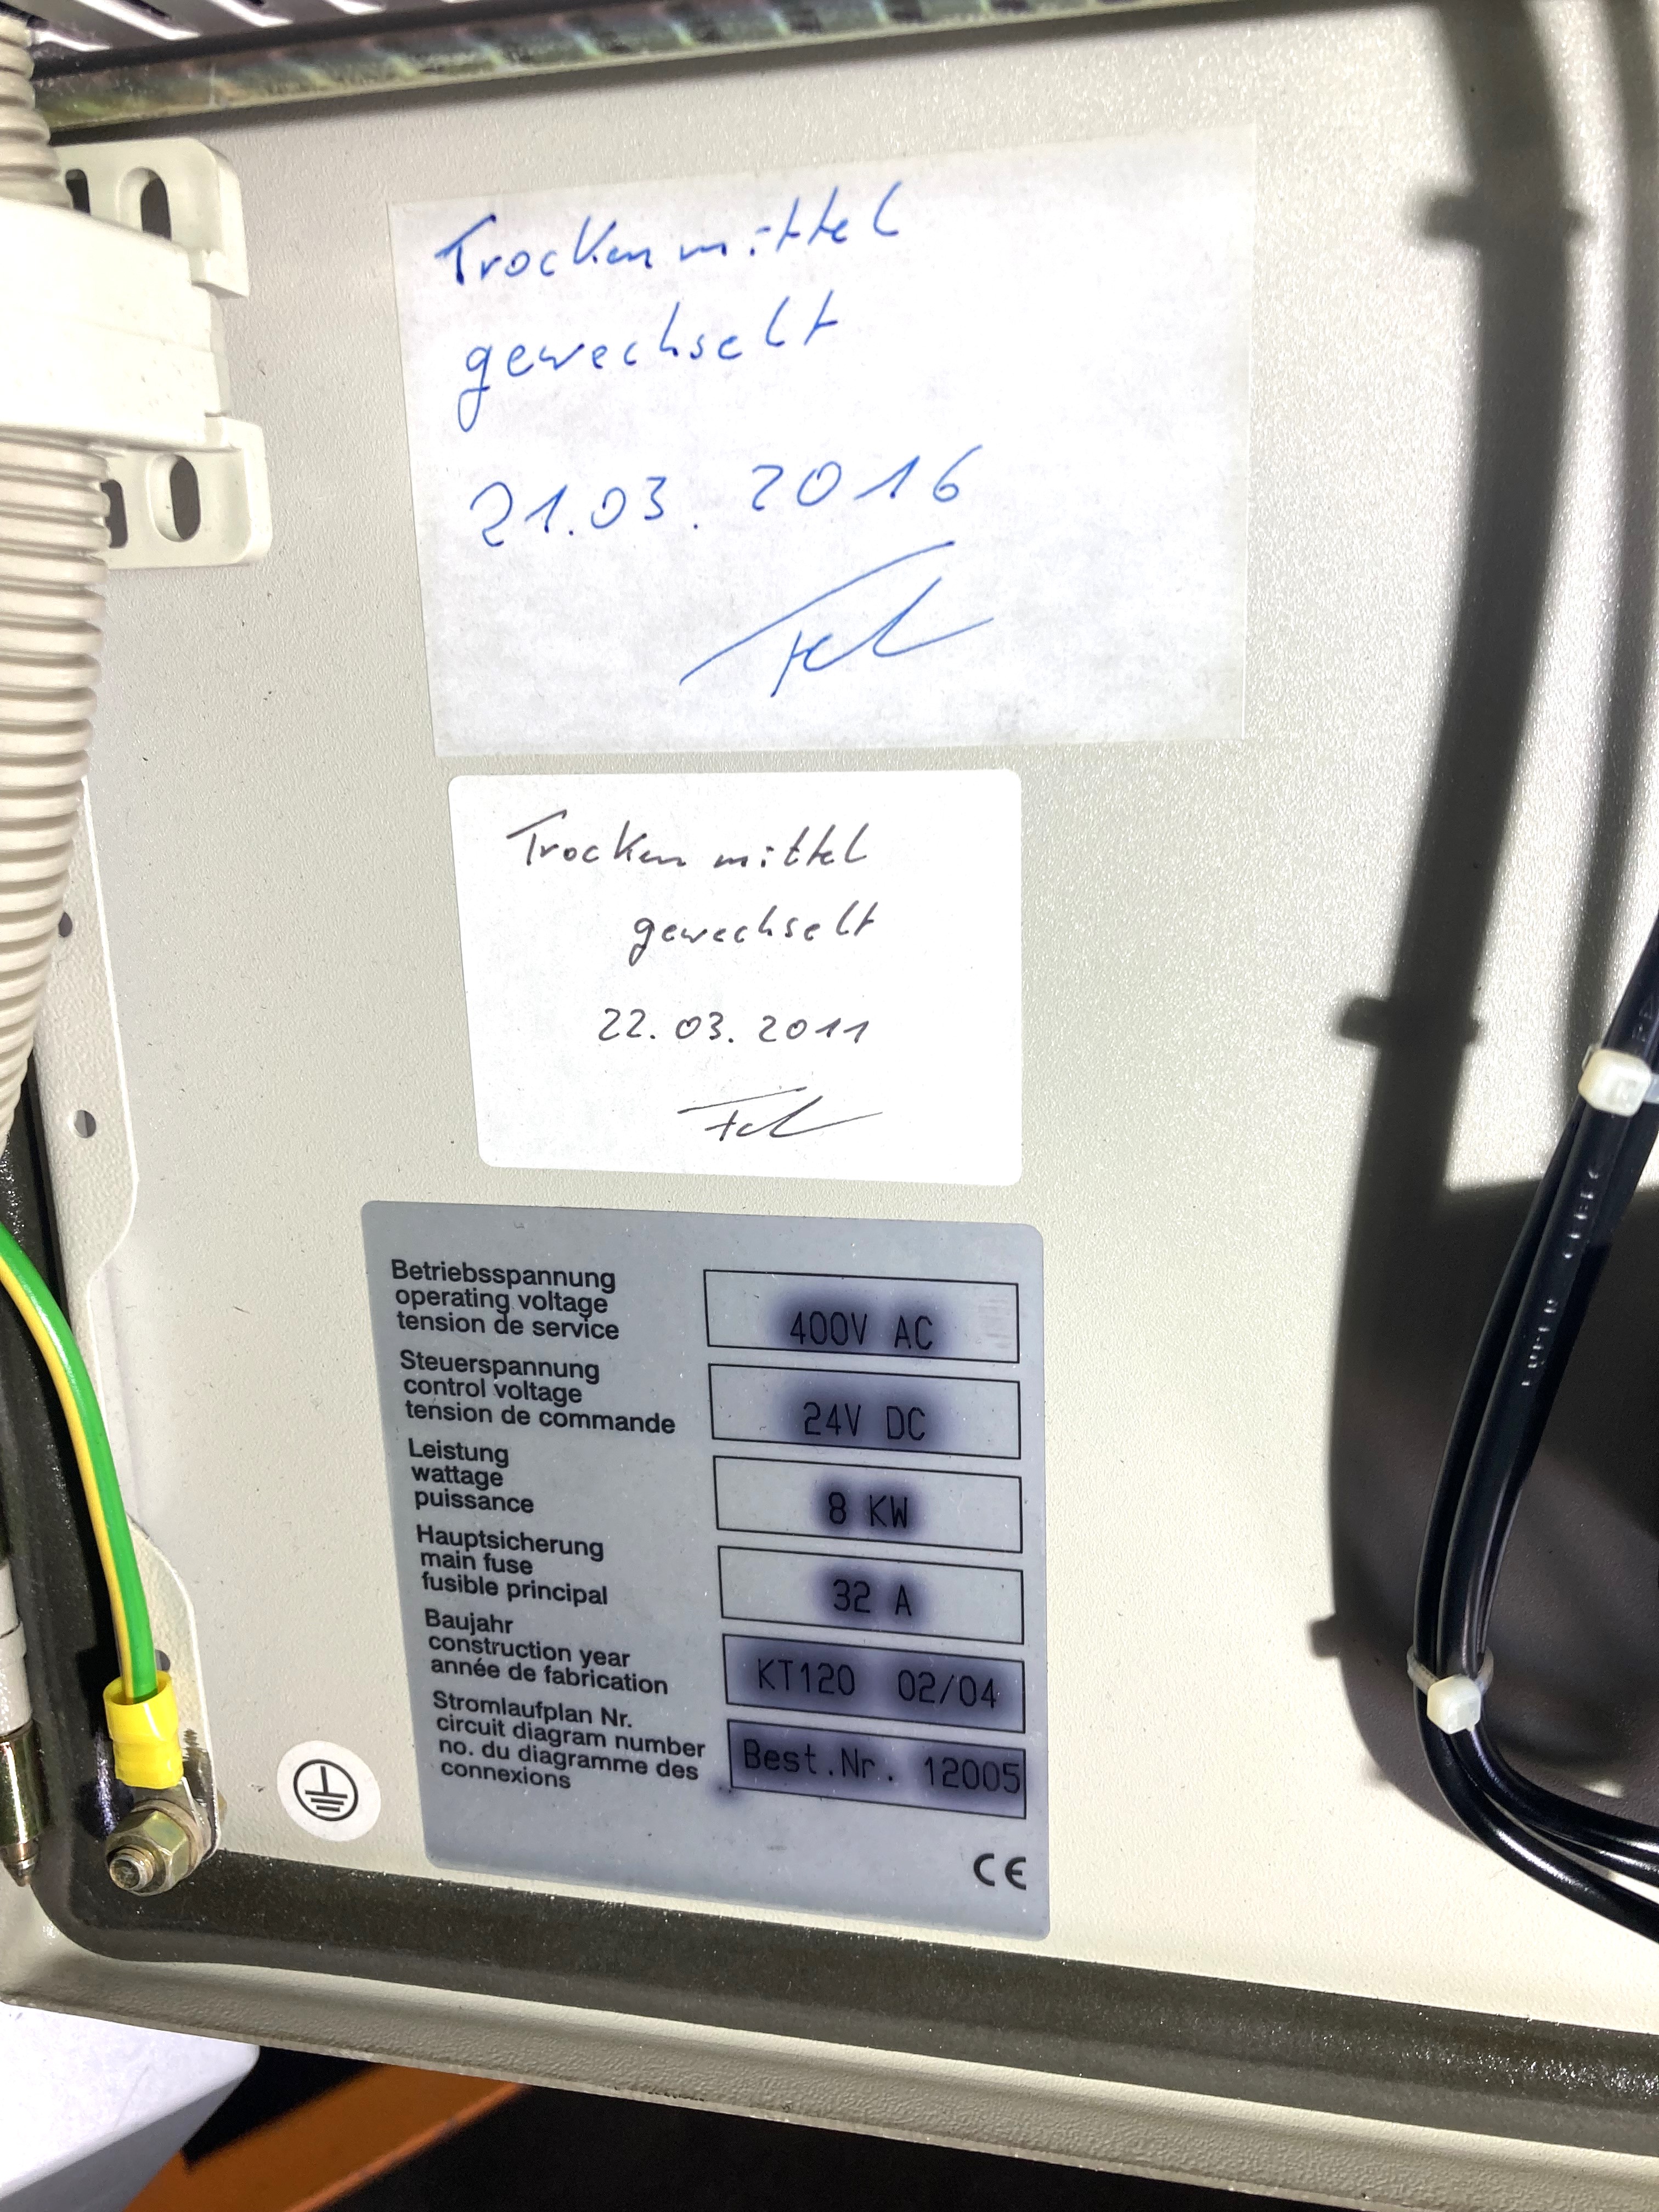 Trockenmittel
gewechselt
21.03.2016
Trockenmittel
gewechselt
22.03.2011
Betriebsspannung
operating voltage
tension de service
400V AC
Steuerspannung
control voltage
tension de commande
24V DC
Leistung
wattage
puissance
8 KW
Hauptsicherung
main fuse
fusible principal
32 A
Baujahr
construction year
année de fabrication
KT120 02/04
Stromlaufplan Nr.
circuit diagram number
no. du diagramme des
connexions
Best.Nr. 12005
CE